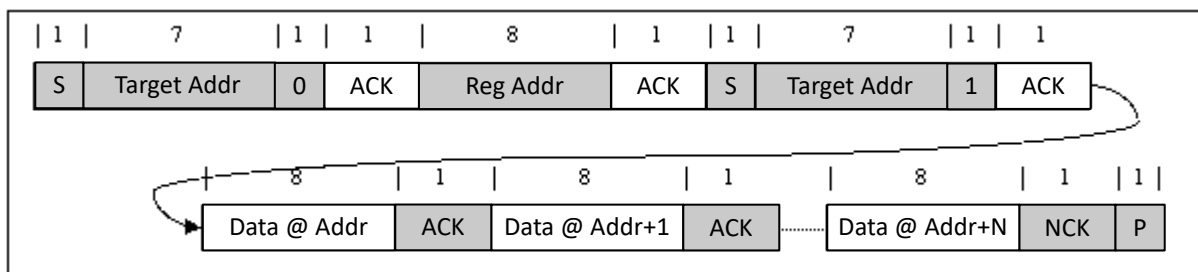 | 1 | 7 | 1 | 1 | 8 | 1 | 1 | 7 | 1 | 1
S Target Addr 0 ACK Reg Addr ACK S Target Addr 1 ACK
| 8 | 1 | 8 | 1 | 8 | 1 | 1 |
Data @ Addr ACK Data @ Addr+1 ACK Data @ Addr+N NCK P